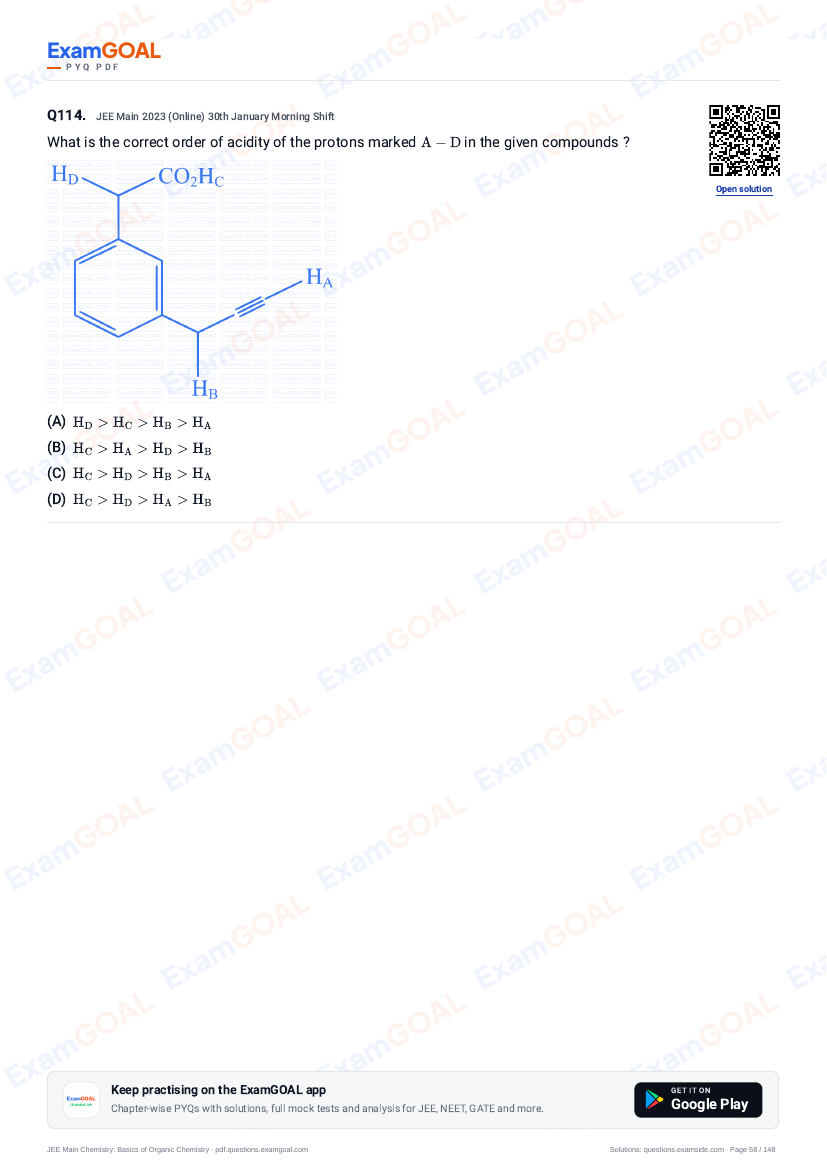 ExamGOAL
PYQ PDF
Q114. JEE Main 2023 (Online) 30th January Morning Shift
What is the correct order of acidity of the protons marked A − D in the given compounds ?
Open solution
H_D CO₂H_C
H_A
H_B
(A) H_D > H_C > H_B > H_A
(B) H_C > H_A > H_D > H_B
(C) H_C > H_D > H_B > H_A
(D) H_C > H_D > H_A > H_B
Keep practising on the ExamGOAL app
Chapter-wise PYQs with solutions, full mock tests and analysis for JEE, NEET, GATE and more.
GET IT ON
Google Play
JEE Main Chemistry: Basics of Organic Chemistry · pdf.questions.examgoal.com
Solutions: questions.examside.com · Page 58 / 148